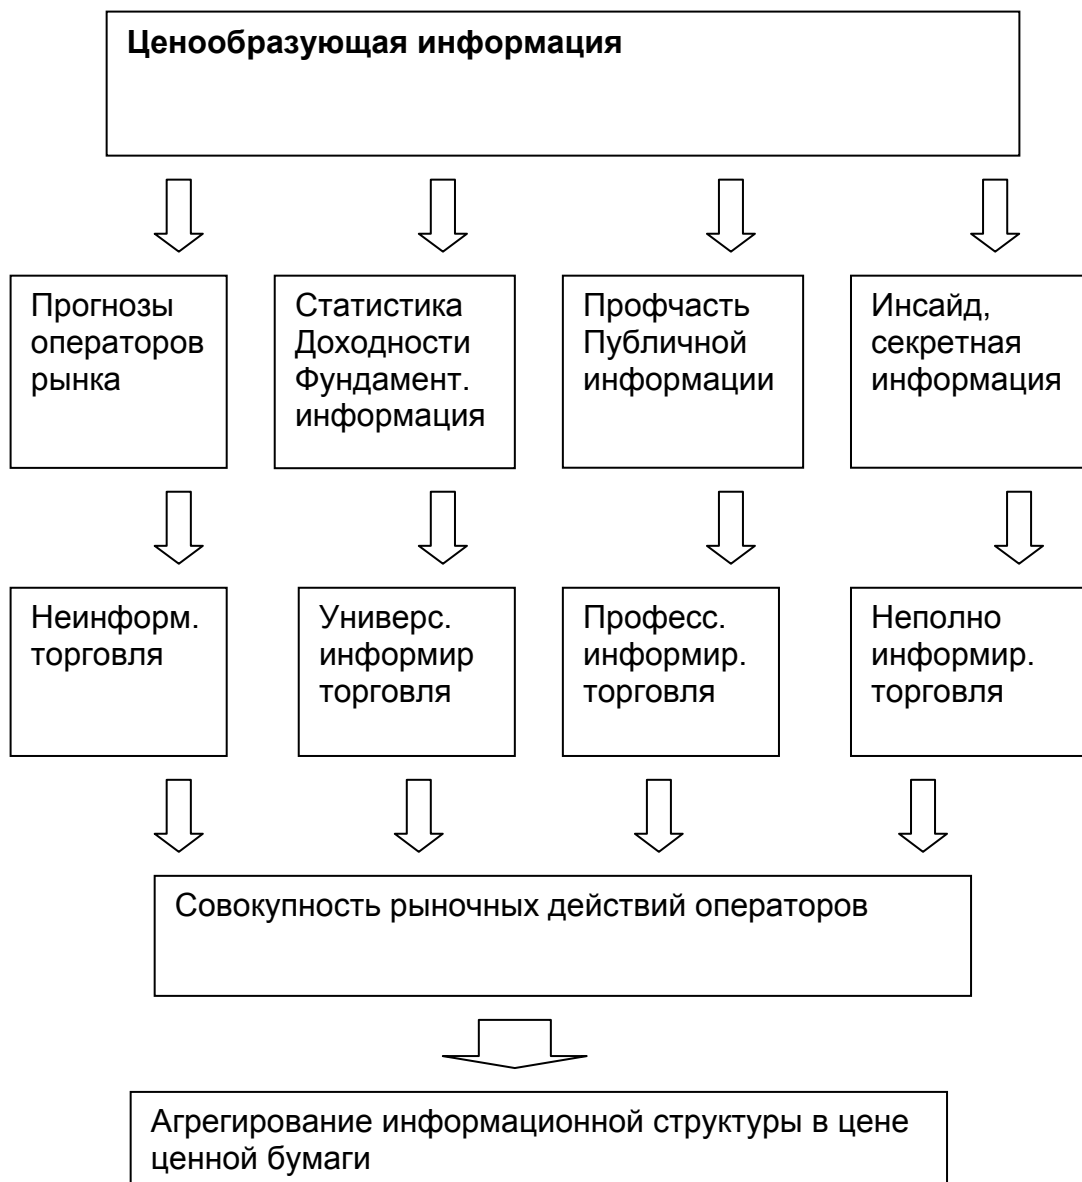 Ценообразующая информация
Прогнозы
операторов
рынка
Статистика
Доходности
Фундамент.
информация
Профчасть
Публичной
информации
Инсайд,
секретная
информация
Неинформ.
торговля
Универс.
информир
торговля
Професс.
информир.
торговля
Неполно
информир.
торговля
Совокупность рыночных действий операторов
Агрегирование информационной структуры в цене
ценной бумаги